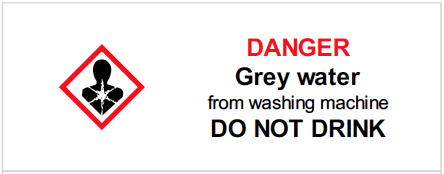 DANGER
Grey water
from washing machine
DO NOT DRINK